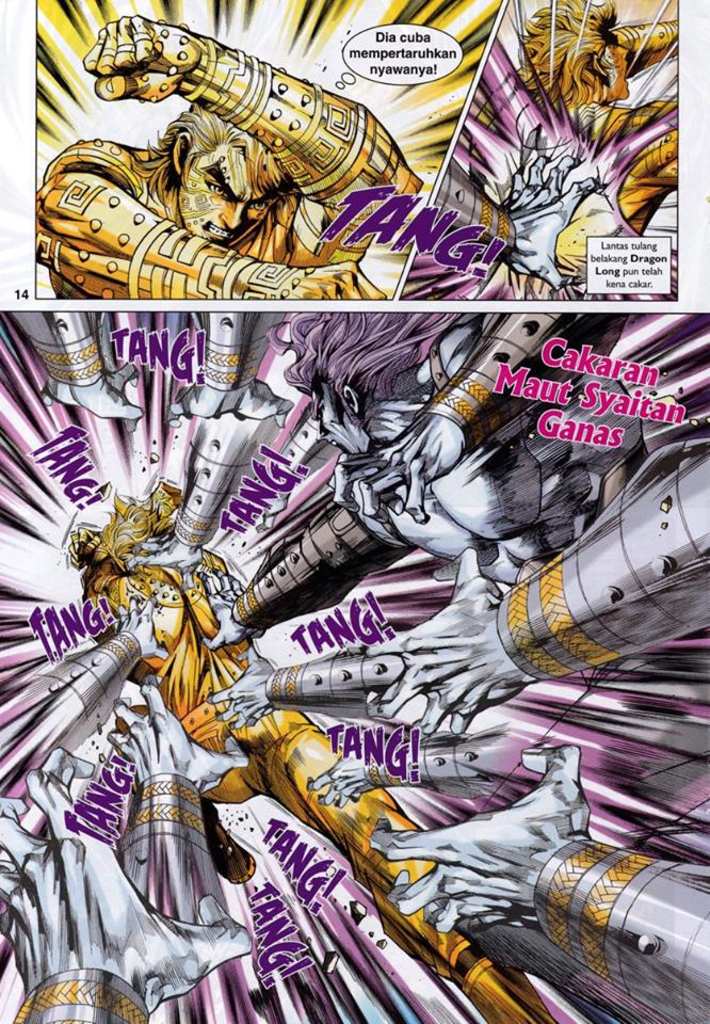 Dia cuba
mempertaruhkan
nyawanya!
TANG!
Lantas tulang
belakang Dragon
Long pun telah
kena cakar.
14
TANG!
Cakaran
Maut Syaitan
Ganas
TANG!
TANG!
TANG!
TANG!
TANG!
TANG!
TANG!
TANG!